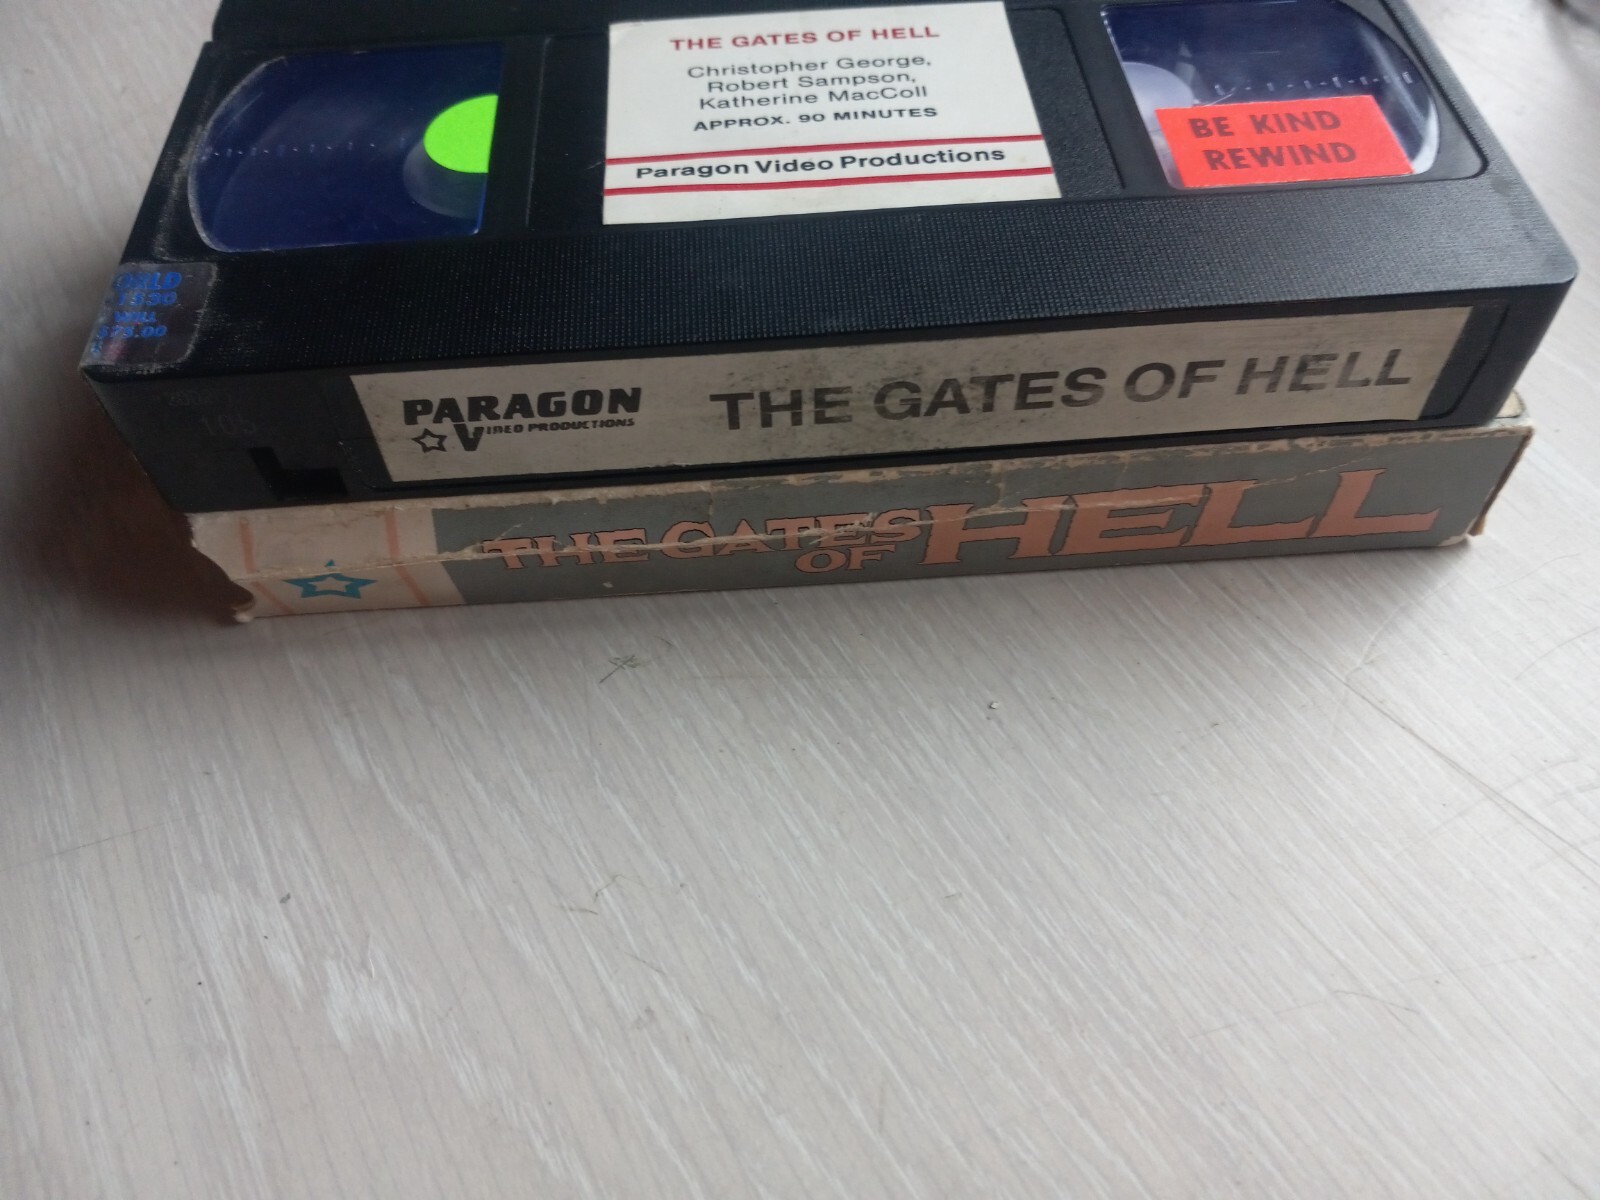 THE GATES OF HELL
Christopher George,
Robert Sampson,
Katherine MacColl
APPROX. 90 MINUTES
Paragon Video Productions
BE KIND
REWIND
PARAGON
VIDEO PRODUCTIONS
THE GATES OF HELL
THE GATES
OF
HELL